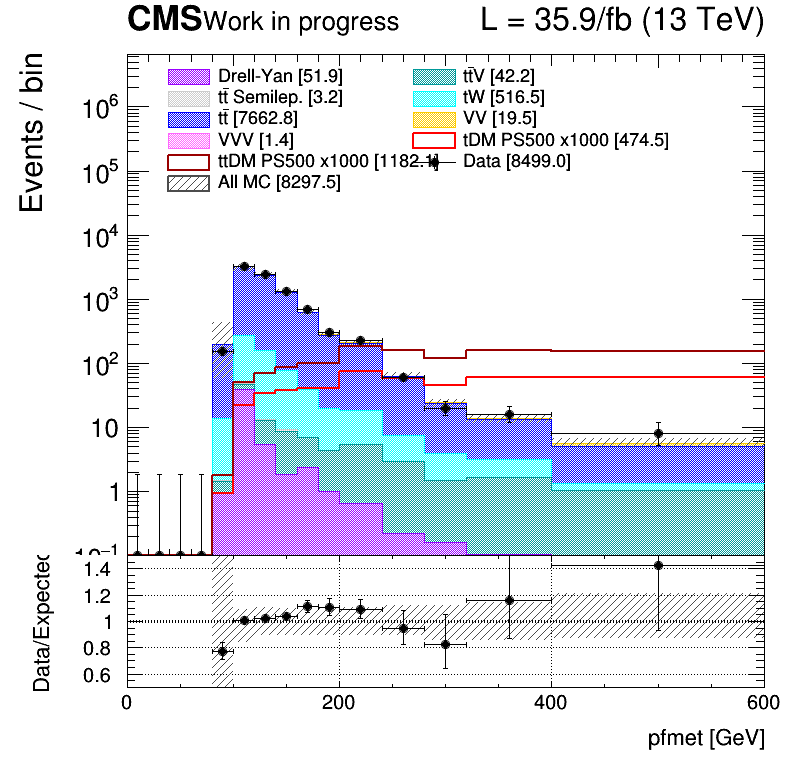 CMS Work in progress L = 35.9/fb (13 TeV)
Events / bin
Drell-Yan [51.9] tt̄V [42.2]
tt̄ Semilep. [3.2] tW [516.5]
tt̄ [7662.8] VV [19.5]
VVV [1.4] tDM PS500 x1000 [474.5]
ttDM PS500 x1000 [1182.1] Data [8499.0]
All MC [8297.5]
10⁶
10⁵
10⁴
10³
10²
10
1
10⁻¹
Data/Expected
1.4
1.2
1
0.8
0.6
0 200 400 600
pfmet [GeV]